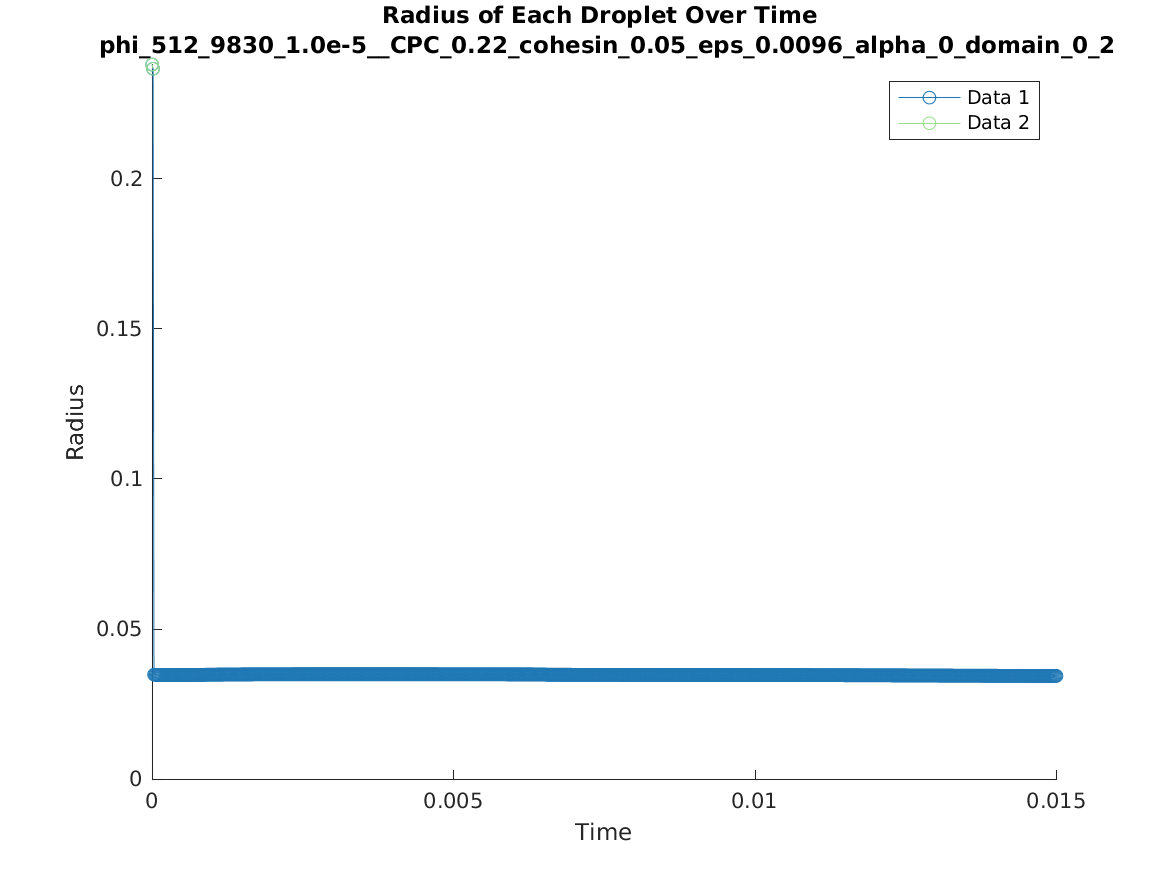 Radius of Each Droplet Over Time
phi_512_9830_1.0e-5__CPC_0.22_cohesin_0.05_eps_0.0096_alpha_0_domain_0_2
Data 1
Data 2
0.2
0.15
0.1
0.05
0
Radius
0
0.005
0.01
0.015
Time